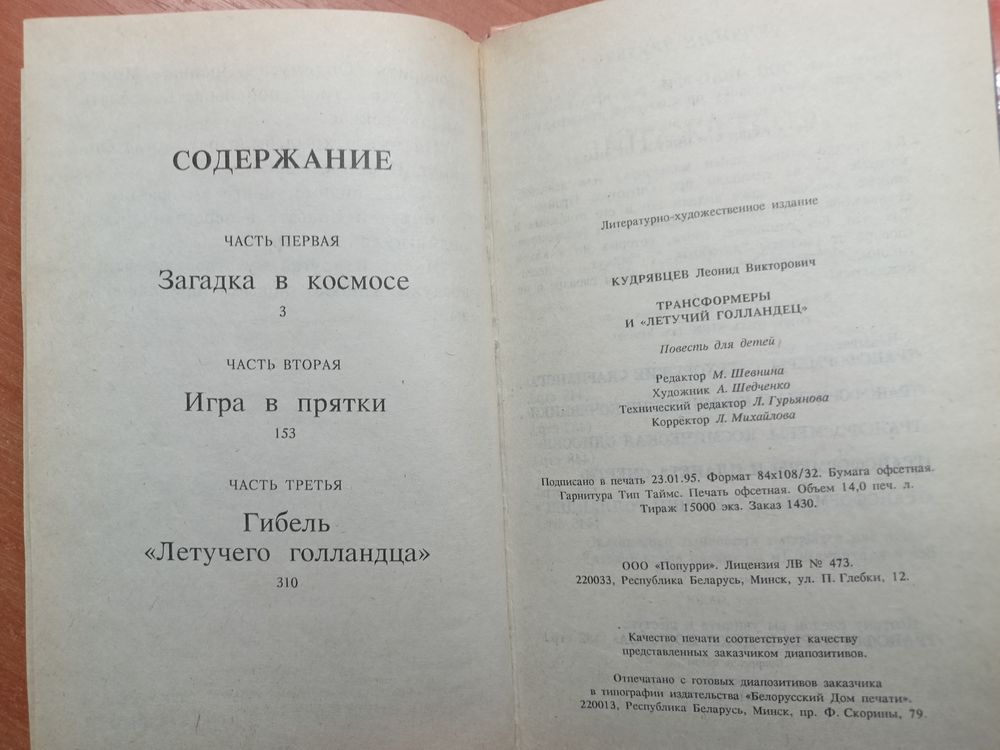 СОДЕРЖАНИЕ
ЧАСТЬ ПЕРВАЯ
Загадка в космосе
3
ЧАСТЬ ВТОРАЯ
Игра в прятки
153
ЧАСТЬ ТРЕТЬЯ
Гибель
«Летучего голландца»
310
Литературно-художественное издание
КУДРЯВЦЕВ Леонид Викторович
ТРАНСФОРМЕРЫ
И «ЛЕТУЧИЙ ГОЛЛАНДЕЦ»
Повесть для детей
Редактор М. Шевнина
Художник А. Шедченко
Технический редактор Л. Гурьянова
Корректор Л. Михайлова
Подписано в печать 23.01.95. Формат 84х108/32. Бумага офсетная.
Гарнитура Тип Таймс. Печать офсетная. Объем 14,0 печ. л.
Тираж 15000 экз. Заказ 1430.
ООО «Попурри». Лицензия ЛВ № 473.
220033, Республика Беларусь, Минск, ул. П. Глебки, 12.
Качество печати соответствует качеству
представленных заказчиком диапозитивов.
Отпечатано с готовых диапозитивов заказчика
в типографии издательства «Белорусский Дом печати».
220013, Республика Беларусь, Минск, пр. Ф. Скорины, 79.